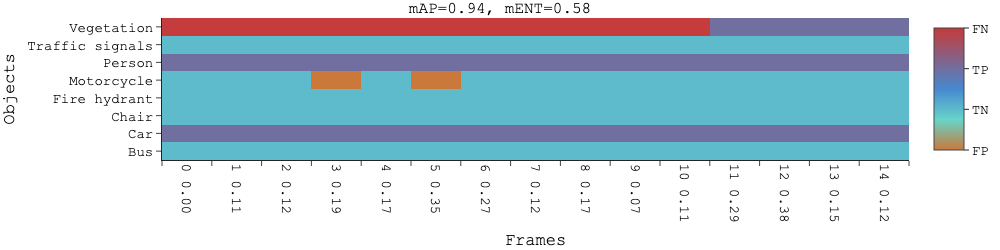 mAP=0.94, mENT=0.58
Objects
Vegetation
Traffic signals
Person
Motorcycle
Fire hydrant
Chair
Car
Bus
0 0.00
1 0.11
2 0.12
3 0.19
4 0.17
5 0.35
6 0.27
7 0.12
8 0.17
9 0.07
10 0.11
11 0.29
12 0.38
13 0.15
14 0.12
Frames
FN
TP
TN
FP